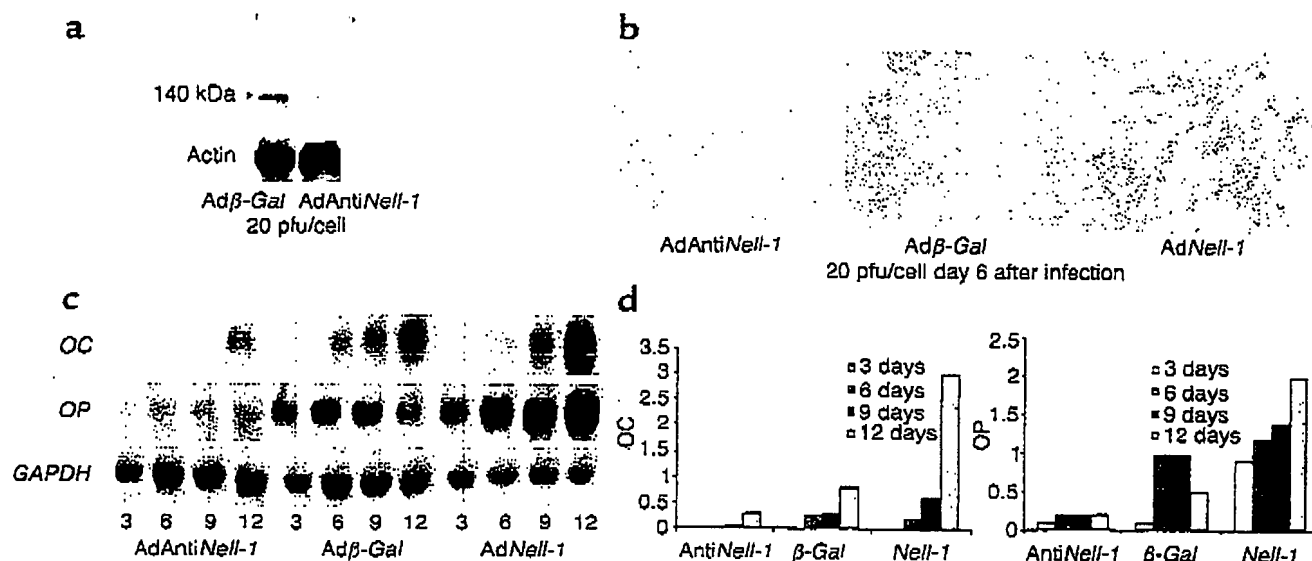 a
140 kDa
Actin
Adβ-Gal AdAntiNell-1
20 pfu/cell
b
AdAntiNell-1 Adβ-Gal AdNell-1
20 pfu/cell day 6 after infection
c
OC
OP
GAPDH
3 6 9 12 3 6 9 12 3 6 9 12
AdAntiNell-1 Adβ-Gal AdNell-1
d
3.5
3
2.5
2
1.5
1
0.5
0
OC
3 days
6 days
9 days
12 days
AntiNell-1 β-Gal Nell-1
2.5
2
1.5
1
0.5
0
OP
3 days
6 days
9 days
12 days
AntiNell-1 β-Gal Nell-1